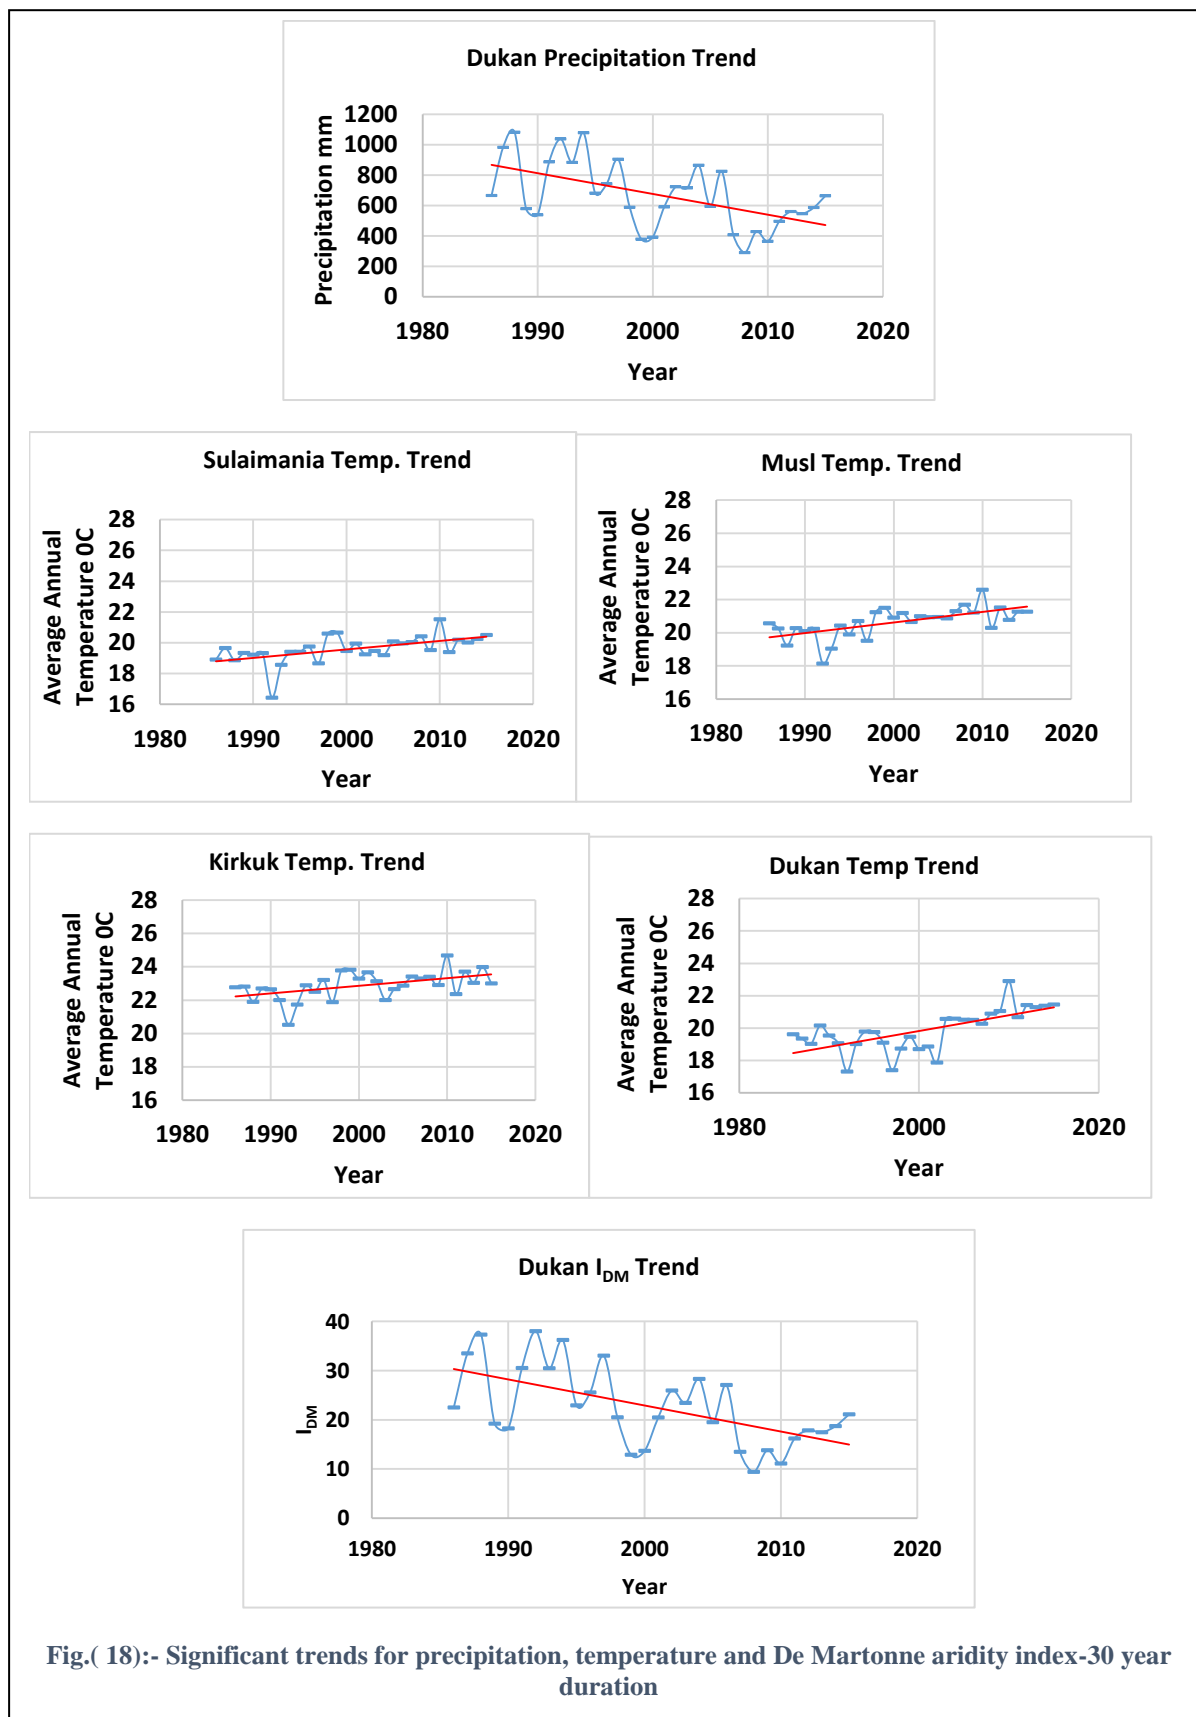 Dukan Precipitation Trend
Precipitation mm
1200
1000
800
600
400
200
0
1980 1990 2000 2010 2020
Year
Sulaimania Temp. Trend
Average Annual
Temperature 0C
28
26
24
22
20
18
16
1980 1990 2000 2010 2020
Year
Musl Temp. Trend
Average Annual
Temperature 0C
28
26
24
22
20
18
16
1980 1990 2000 2010 2020
Year
Kirkuk Temp. Trend
Average Annual
Temperature 0C
28
26
24
22
20
18
16
1980 1990 2000 2010 2020
Year
Dukan Temp Trend
Average Annual
Temperature 0C
28
26
24
22
20
18
16
1980 2000 2020
Year
Dukan IDM Trend
IDM
40
30
20
10
0
1980 1990 2000 2010 2020
Year
Fig.( 18):- Significant trends for precipitation, temperature and De Martonne aridity index-30 year
duration